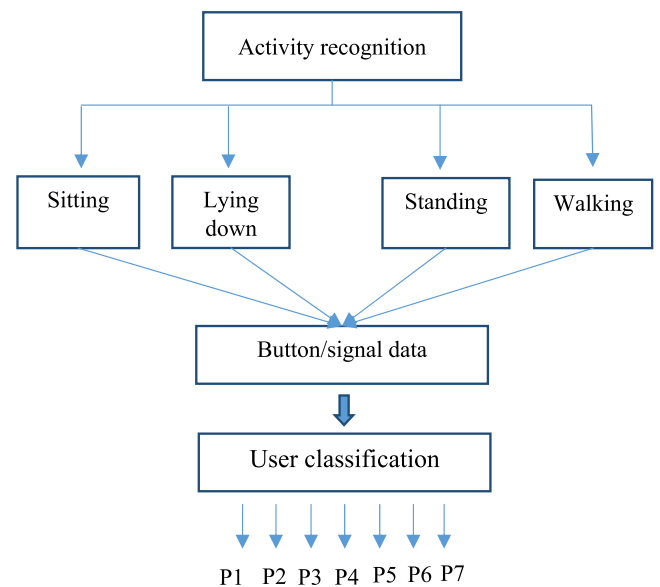 Activity recognition
Sitting
Lying
down
Standing
Walking
Button/signal data
User classification
P1 P2 P3 P4 P5 P6 P7